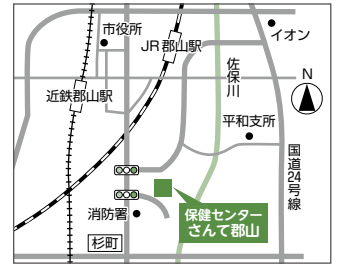 市役所
イオン
JR郡山駅
佐保川
N
近鉄郡山駅
平和支所
国道24号線
消防署
保健センター
さんて郡山
杉町